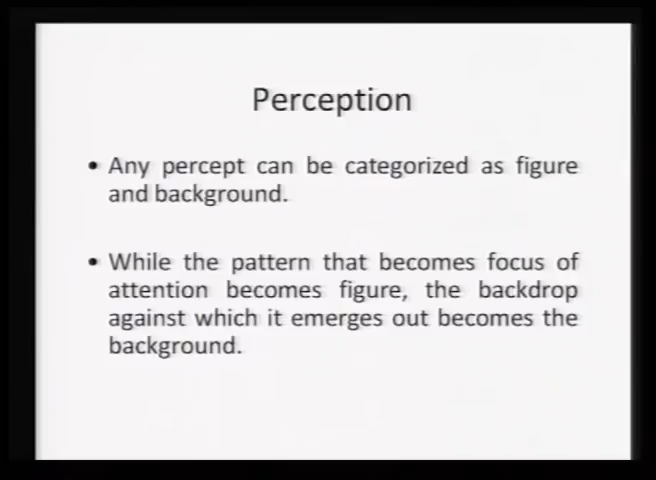 Perception
• Any percept can be categorized as figure
and background.
• While the pattern that becomes focus of
attention becomes figure, the backdrop
against which it emerges out becomes the
background.